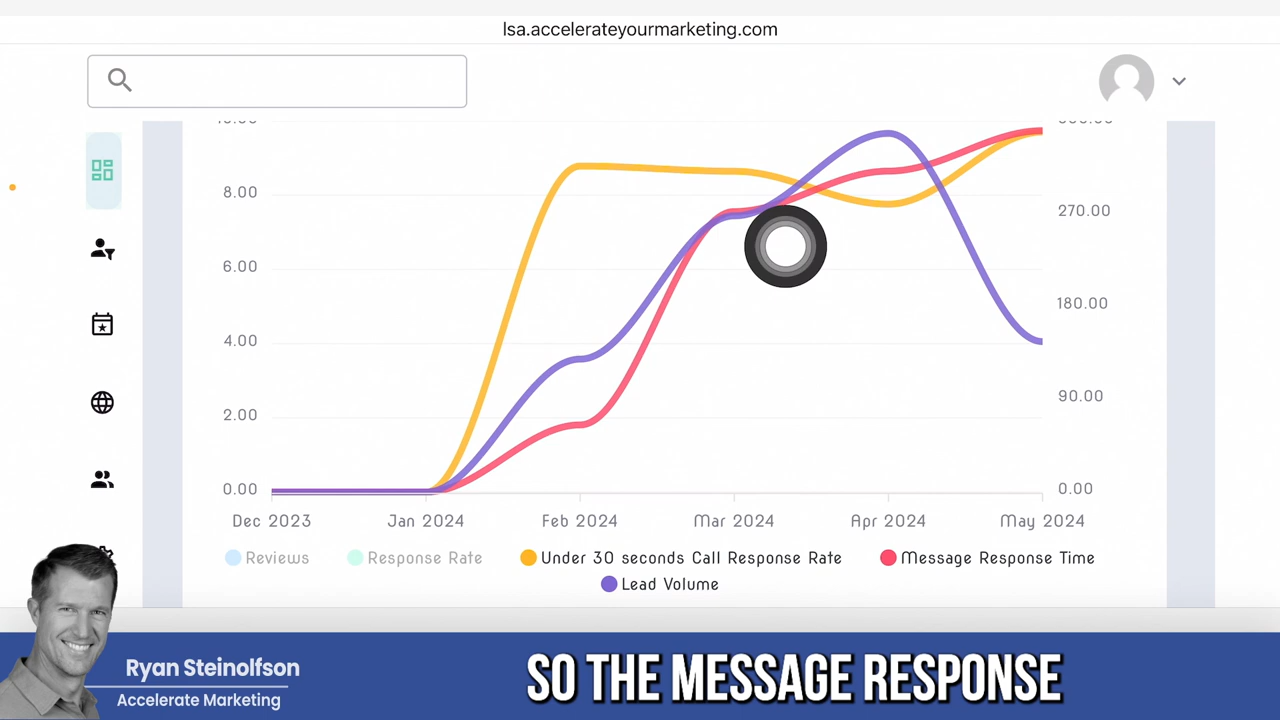 lsa.accelerateyourmarketing.com
8.00
6.00
4.00
2.00
0.00
270.00
180.00
90.00
0.00
Dec 2023 Jan 2024 Feb 2024 Mar 2024 Apr 2024 May 2024
Reviews Response Rate Under 30 seconds Call Response Rate Message Response Time
Lead Volume
Ryan Steinolfson
Accelerate Marketing
SO THE MESSAGE RESPONSE